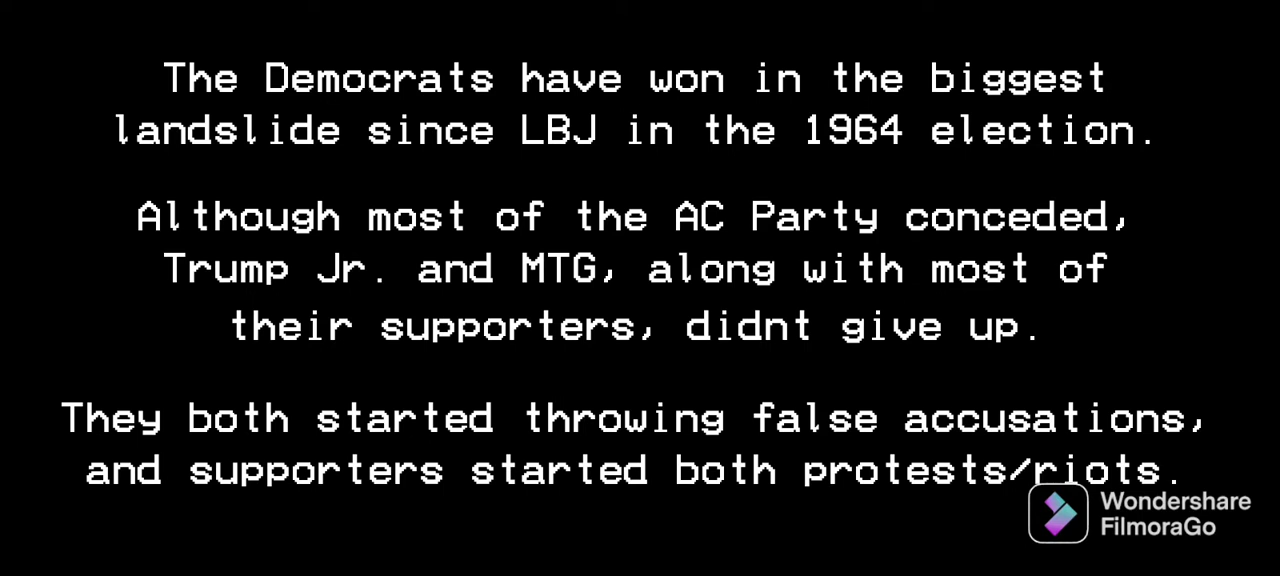 The Democrats have won in the biggest
landslide since LBJ in the 1964 election.
Although most of the AC Party conceded,
Trump Jr. and MTG, along with most of
their supporters, didnt give up.
They both started throwing false accusations,
and supporters started both protests/riots.
Wondershare
FilmoraGo